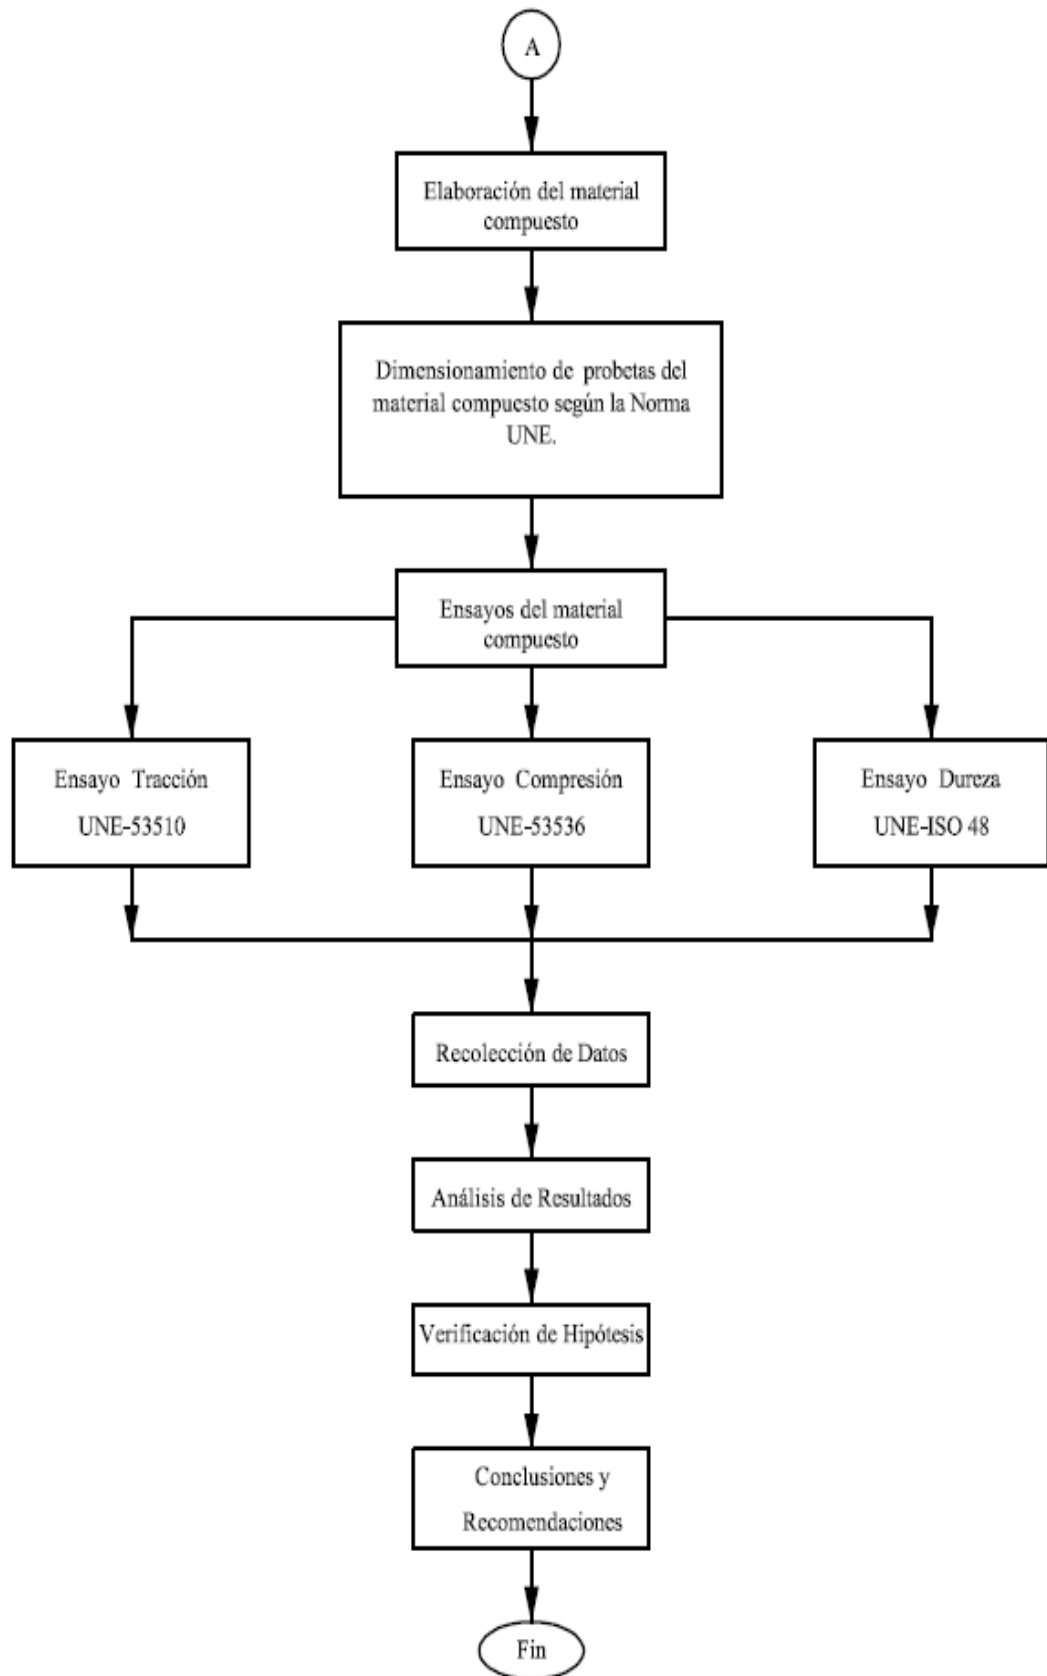 A
Elaboración del material
compuesto
Dimensionamiento de probetas del
material compuesto según la Norma
UNE.
Ensayos del material
compuesto
Ensayo Tracción
UNE-53510
Ensayo Compresión
UNE-53536
Ensayo Dureza
UNE-ISO 48
Recolección de Datos
Análisis de Resultados
Verificación de Hipótesis
Conclusiones y
Recomendaciones
Fin